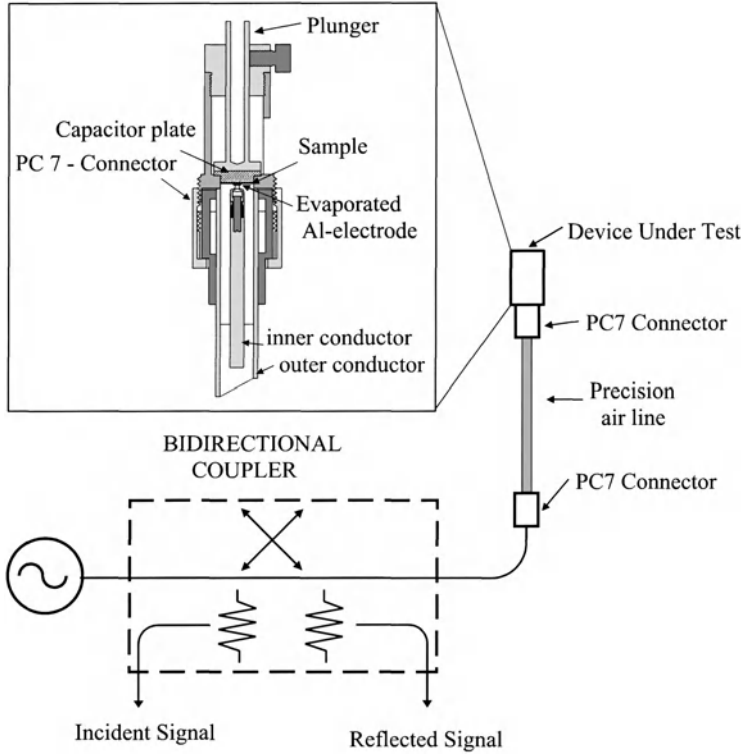 Plunger
Capacitor plate
PC 7 - Connector
Sample
Evaporated
Al-electrode
inner conductor
outer conductor
Device Under Test
PC7 Connector
Precision
air line
PC7 Connector
BIDIRECTIONAL
COUPLER
Incident Signal
Reflected Signal